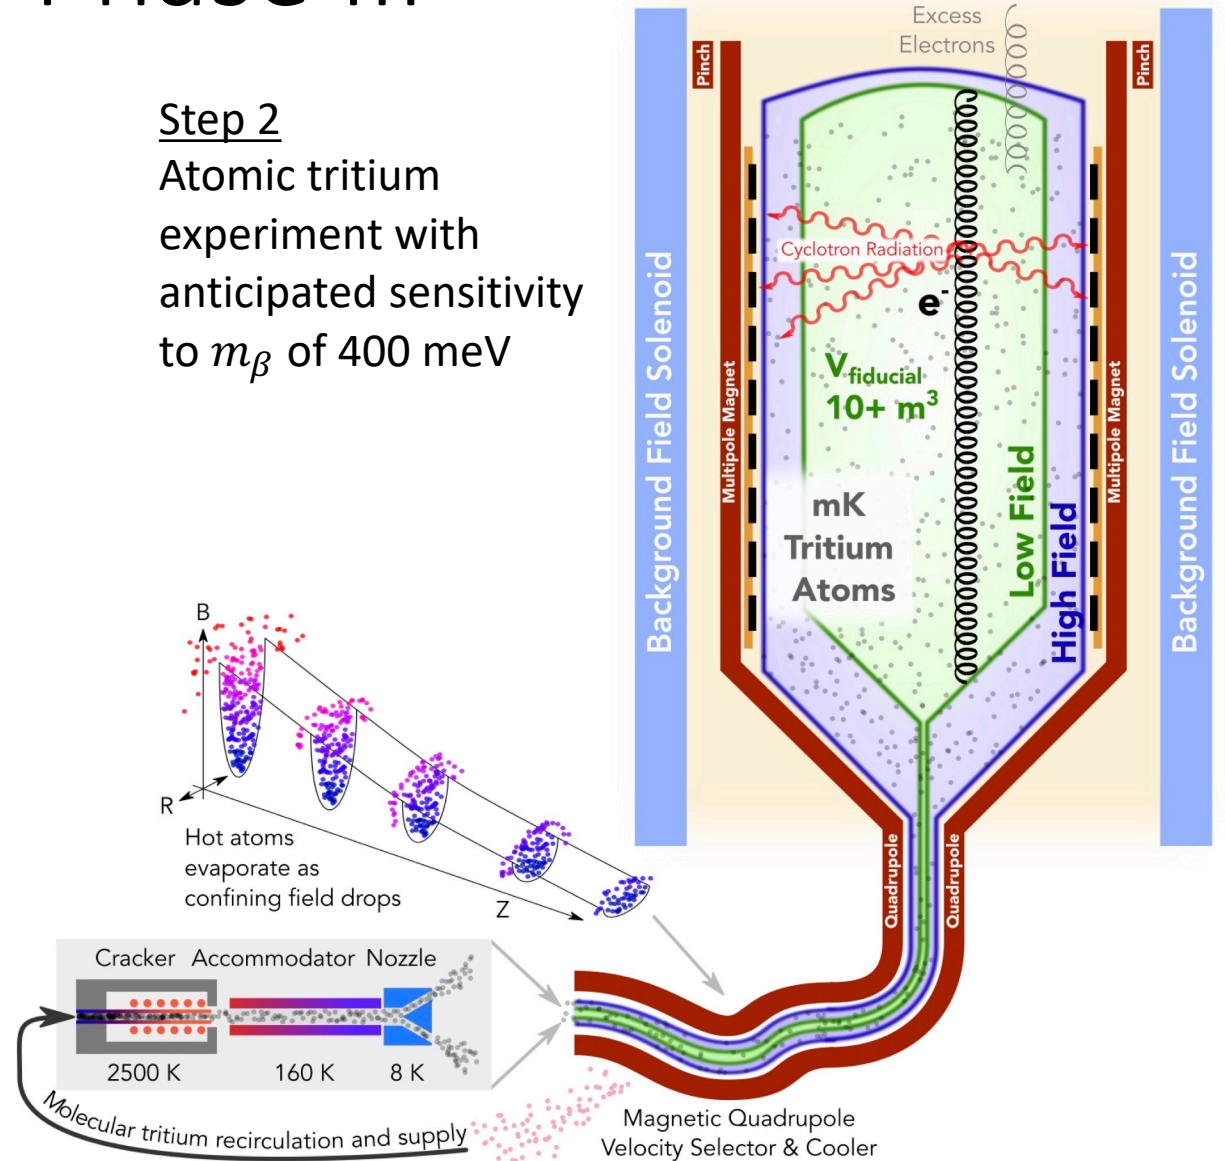 Step 2
Atomic tritium
experiment with
anticipated sensitivity
to m_β of 400 meV
Excess
Electrons
Pinch
Pinch
Background Field Solenoid
Multipole Magnet
Cyclotron Radiation
e-
V_fiducial
10+ m³
mK
Tritium
Atoms
Low Field
High Field
Multipole Magnet
Background Field Solenoid
B
R
Z
Hot atoms
evaporate as
confining field drops
Quadrupole
Quadrupole
Cracker Accommodator Nozzle
2500 K 160 K 8 K
Molecular tritium recirculation and supply
Magnetic Quadrupole
Velocity Selector & Cooler